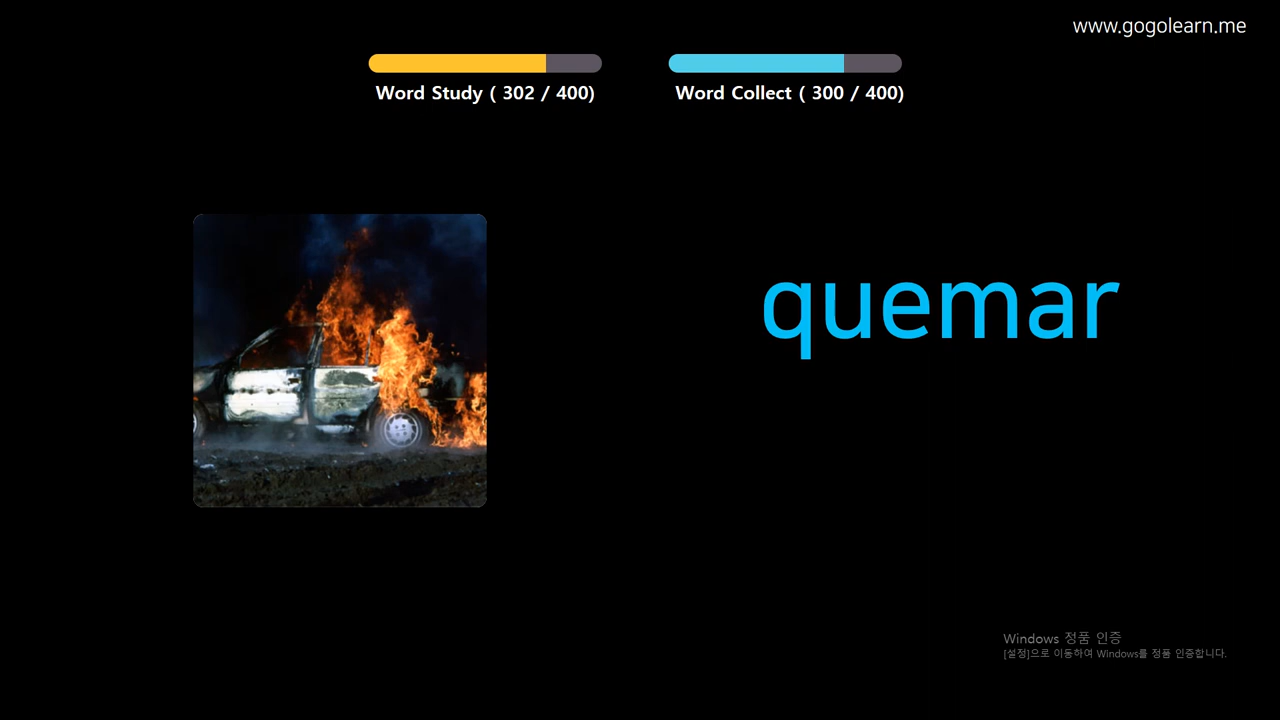 www.gogolearn.me
Word Study ( 302 / 400)
Word Collect ( 300 / 400)
quemar
Windows 정품 인증
[설정]으로 이동하여 Windows를 정품 인증합니다.